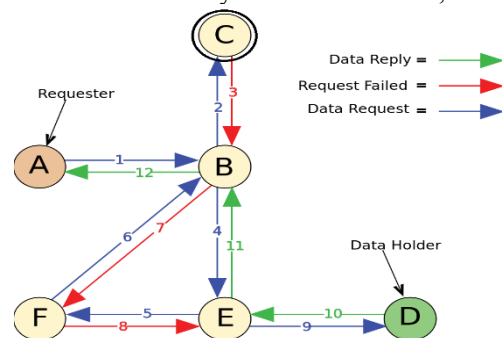 C
Data Reply =
Request Failed =
Data Request =
Requester
3
2
A
1
12
B
6
7
4
11
Data Holder
F
5
8
E
10
9
D